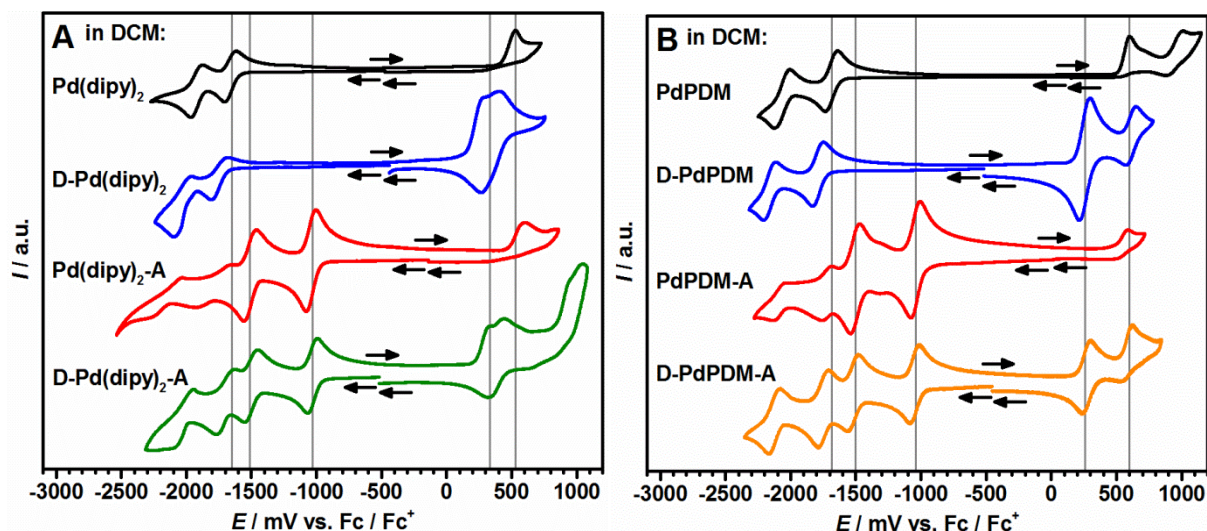 A in DCM:
Pd(dipy)₂
D-Pd(dipy)₂
Pd(dipy)₂-A
D-Pd(dipy)₂-A
I / a.u.
-3000 -2500 -2000 -1500 -1000 -500 0 500 1000
E / mV vs. Fc / Fc⁺
B in DCM:
PdPDM
D-PdPDM
PdPDM-A
D-PdPDM-A
I / a.u.
-3000 -2500 -2000 -1500 -1000 -500 0 500 1000
E / mV vs. Fc / Fc⁺